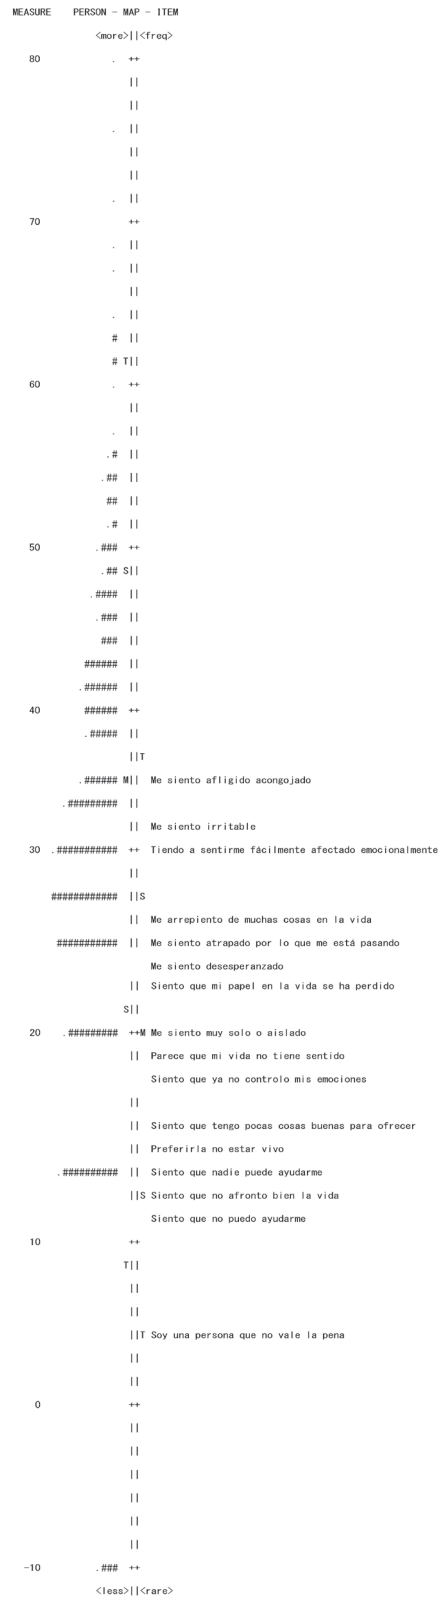 MEASURE PERSON - MAP - ITEM
<more>||<freq>
80 . ++
||
||
. ||
||
||
. ||
70 ++
. ||
. ||
||
. ||
# ||
# T||
60 . ++
||
. ||
.# ||
.## ||
## ||
.# ||
50 .### ++
.## S||
.#### ||
.### ||
### ||
###### ||
.###### ||
40 ###### ++
.##### ||
||T
.###### M|| Me siento afligido acongojado
.######### ||
|| Me siento irritable
30 .########### ++ Tiendo a sentirme fácilmente afectado emocionalmente
||
############ ||S
|| Me arrepiento de muchas cosas en la vida
########### || Me siento atrapado por lo que me está pasando
Me siento desesperanzado
|| Siento que mi papel en la vida se ha perdido
S||
20 .######### ++M Me siento muy solo o aislado
|| Parece que mi vida no tiene sentido
Siento que ya no controlo mis emociones
||
|| Siento que tengo pocas cosas buenas para ofrecer
|| Preferirla no estar vivo
.########## || Siento que nadie puede ayudarme
||S Siento que no afronto bien la vida
Siento que no puedo ayudarme
10 ++
T||
||
||
||T Soy una persona que no vale la pena
||
||
0 ++
||
||
||
||
||
||
-10 .### ++
<less>||<rare>